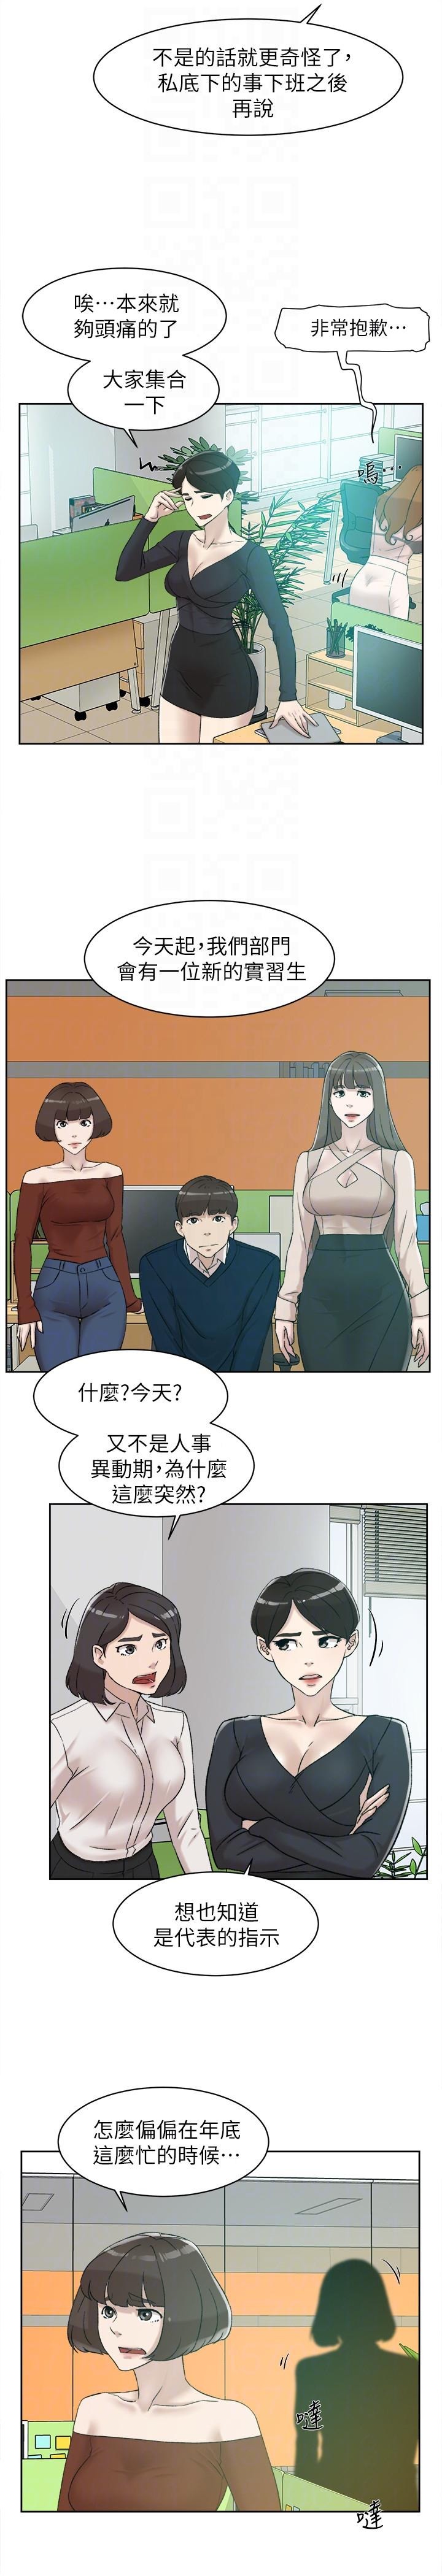 不是的話就更奇怪了，
私底下的事下班之後
再說
唉…本來就
夠頭痛的了
大家集合
一下
非常抱歉…
嗚…
今天起，我們部門
會有一位新的實習生
什麼？今天？
又不是人事
異動期，為什麼
這麼突然？
想也知道
是代表的指示
怎麼偏偏在年底
這麼忙的時候…
噠
噠